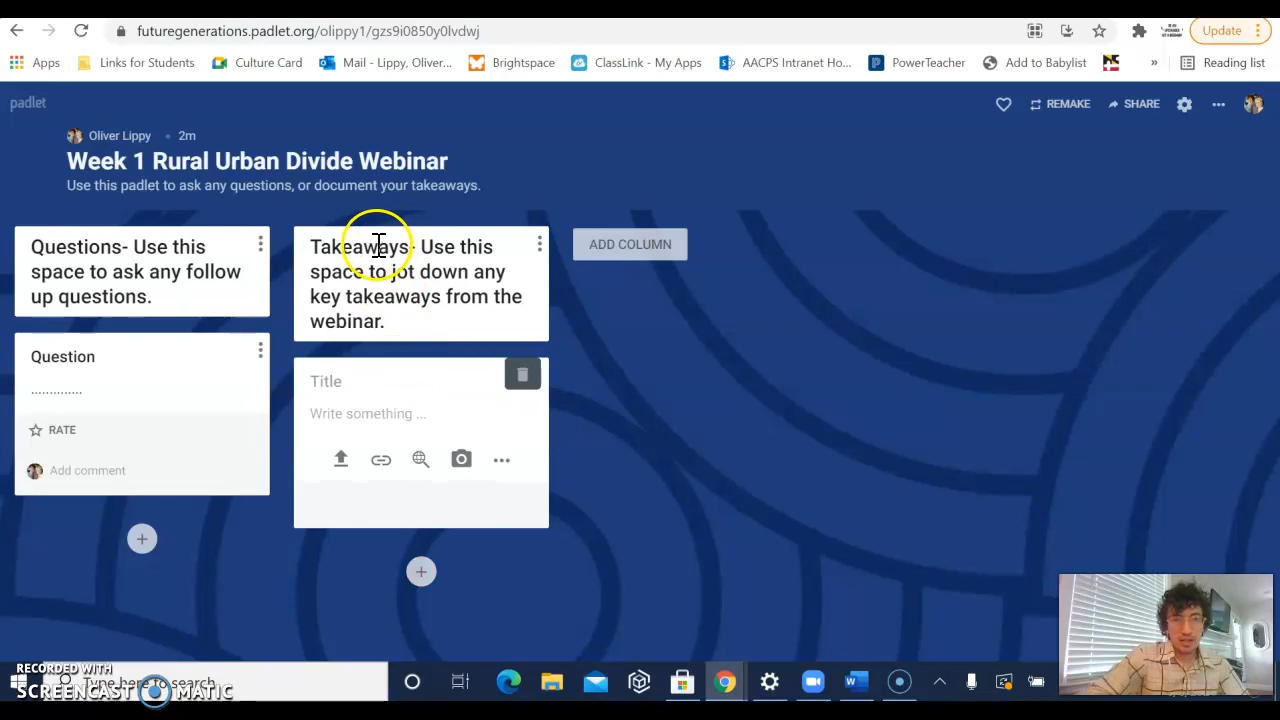 futuregenerations.padlet.org/olippy1/gzs9i0850y0lvdwj
Update
Apps
Links for Students
Culture Card
Mail - Lippy, Oliver...
Brightspace
ClassLink - My Apps
AACPS Intranet Ho...
PowerTeacher
Add to Babylist
»
Reading list
padlet
REMAKE
SHARE
Oliver Lippy • 2m
Week 1 Rural Urban Divide Webinar
Use this padlet to ask any questions, or document your takeaways.
Questions- Use this
space to ask any follow
up questions.
Question
..............
RATE
Add comment
Takeaways- Use this
space to jot down any
key takeaways from the
webinar.
Title
Write something ...
ADD COLUMN
RECORDED WITH
Type here to search
SCREENCAST MATIC